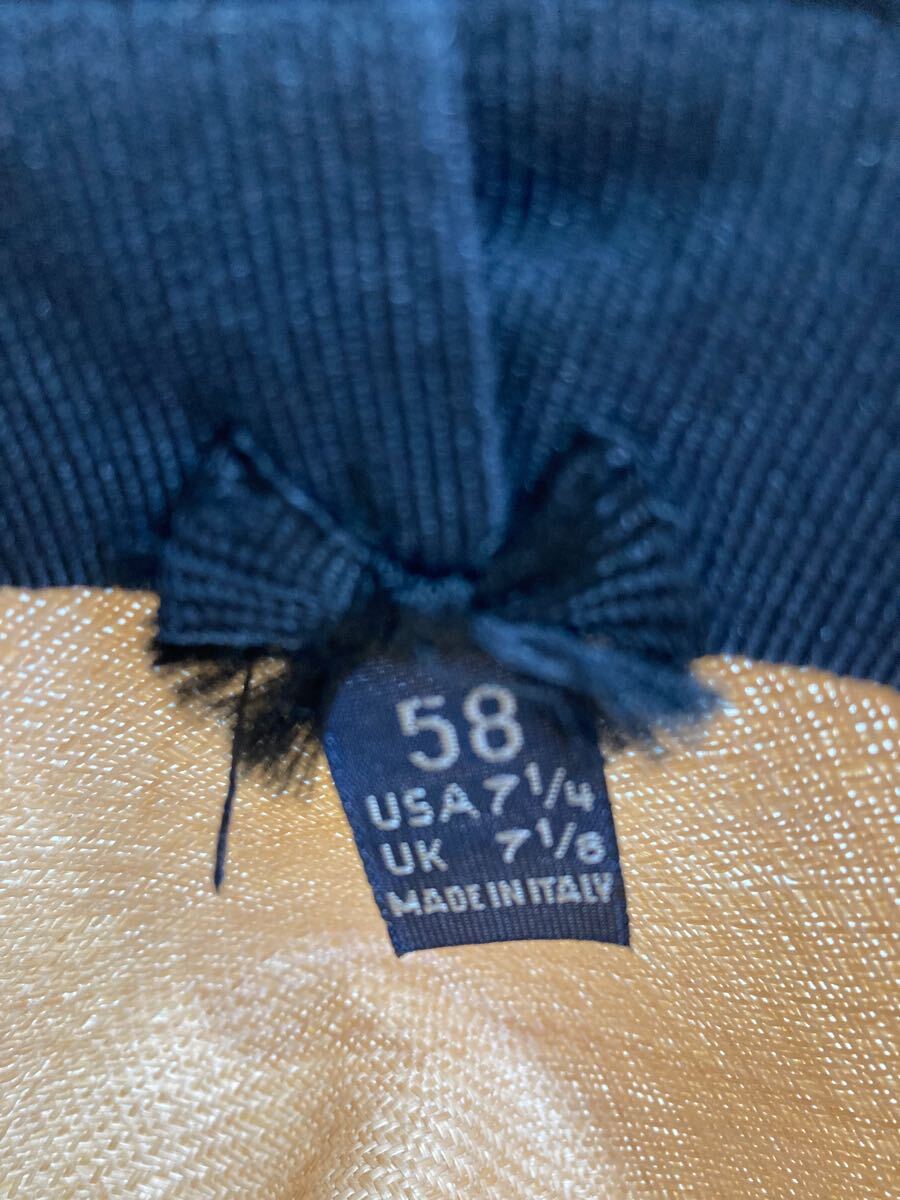 58
USA 7 1/4
UK 7 1/8
MADE IN ITALY